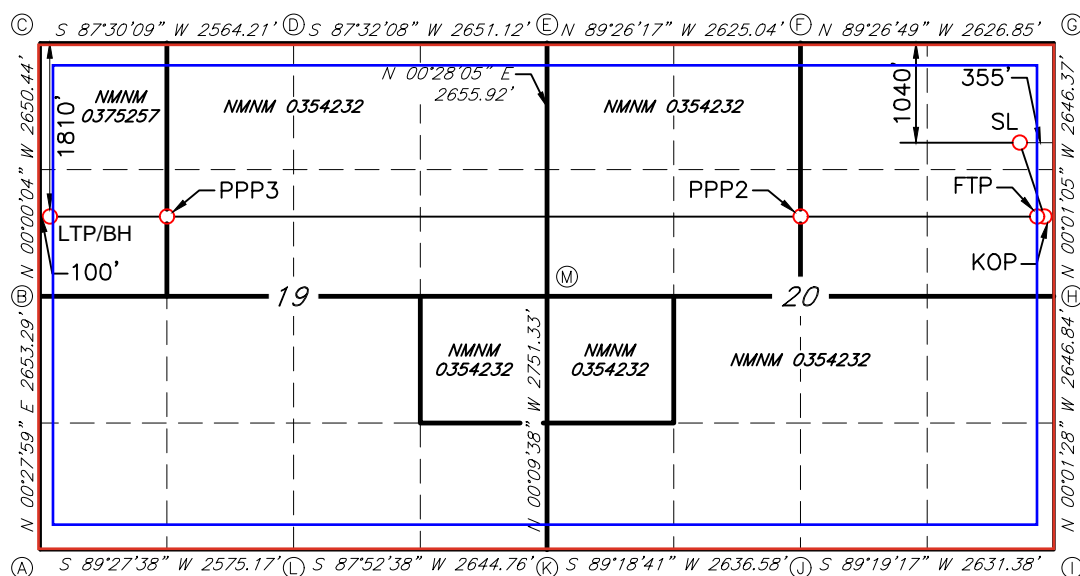 C S 87°30'09" W 2564.21' D S 87°32'08" W 2651.12' E N 89°26'17" W 2625.04' F N 89°26'49" W 2626.85' G
N 00°28'05" E
2655.92'
NMNM
0375257
NMNM 0354232
NMNM 0354232
1810'
1040'
355'
SL
N 00°00'04" W 2650.44'
N 00°01'05" W 2646.37'
PPP3
PPP2
FTP
LTP/BH
100'
KOP
M
B
19
20
H
NMNM
0354232
NMNM
0354232
NMNM 0354232
N 00°27'59" E 2653.29'
N 00°09'38" W 2751.33'
N 00°01'28" W 2646.84'
A S 89°27'38" W 2575.17' L S 87°52'38" W 2644.76' K S 89°18'41" W 2636.58' J S 89°19'17" W 2631.38' I